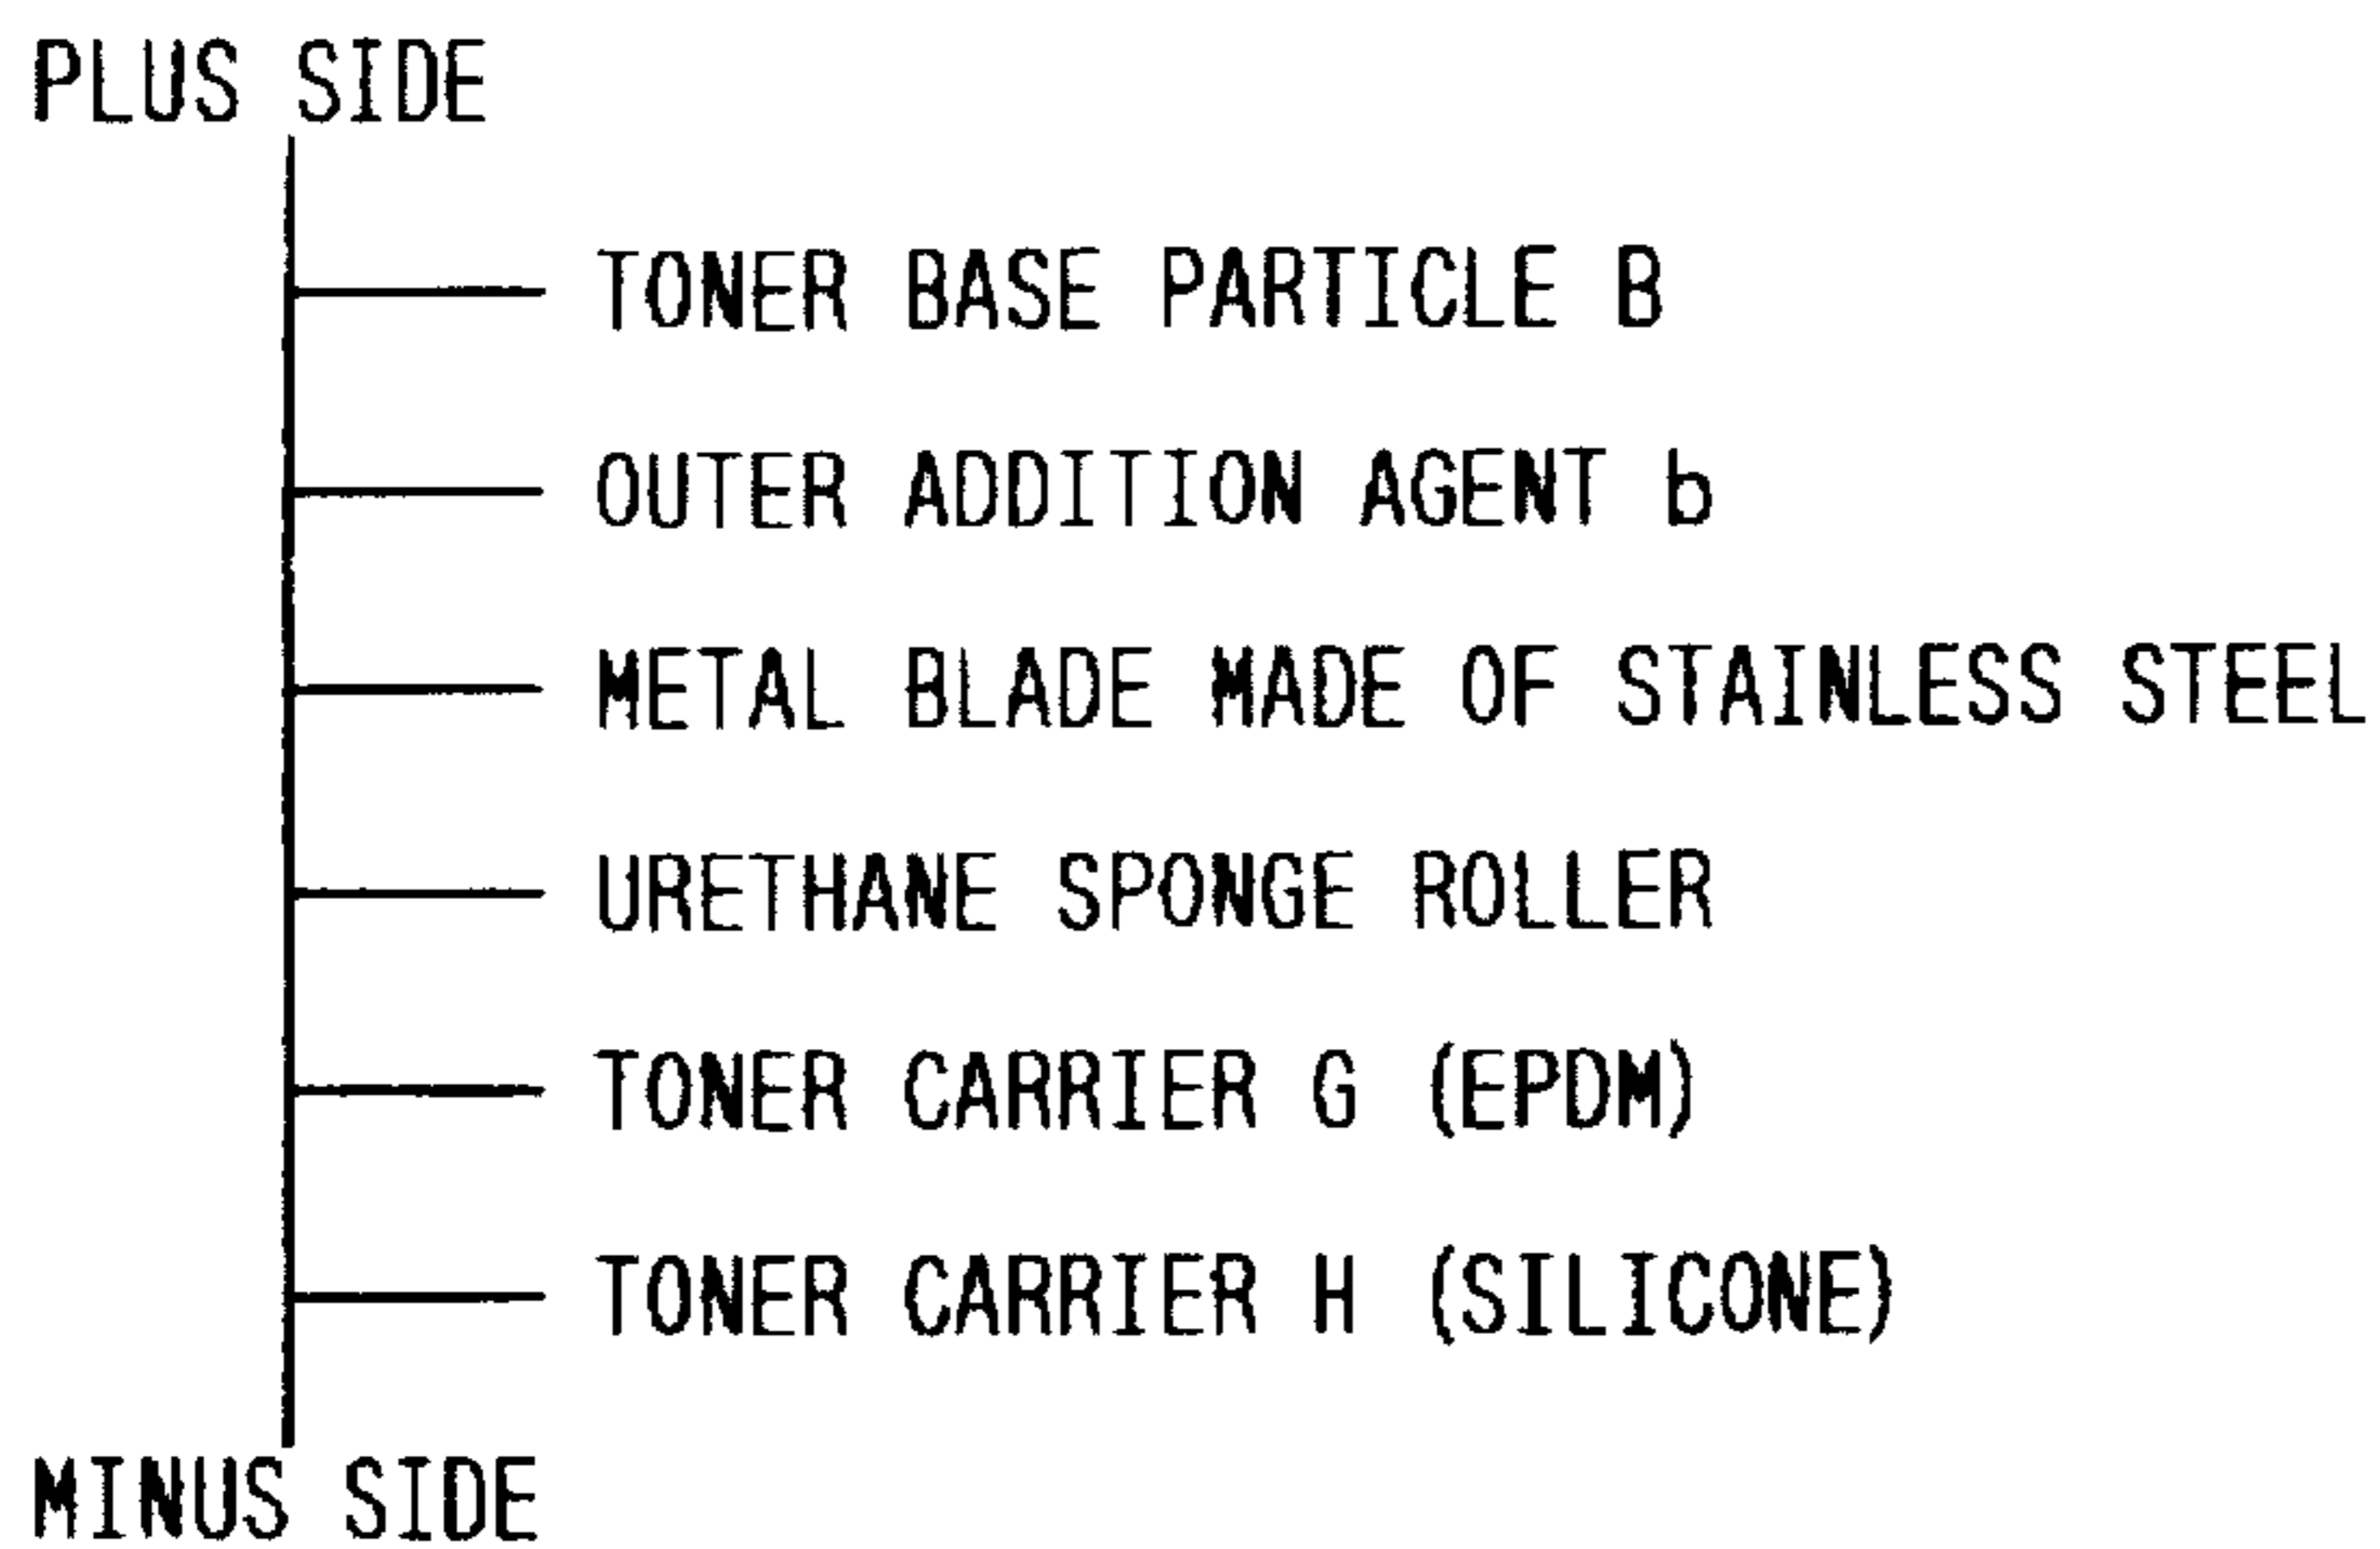 PLUS SIDE
TONER BASE PARTICLE B
OUTER ADDITION AGENT b
METAL BLADE MADE OF STAINLESS STEEL
URETHANE SPONGE ROLLER
TONER CARRIER G (EPDM)
TONER CARRIER H (SILICONE)
MINUS SIDE